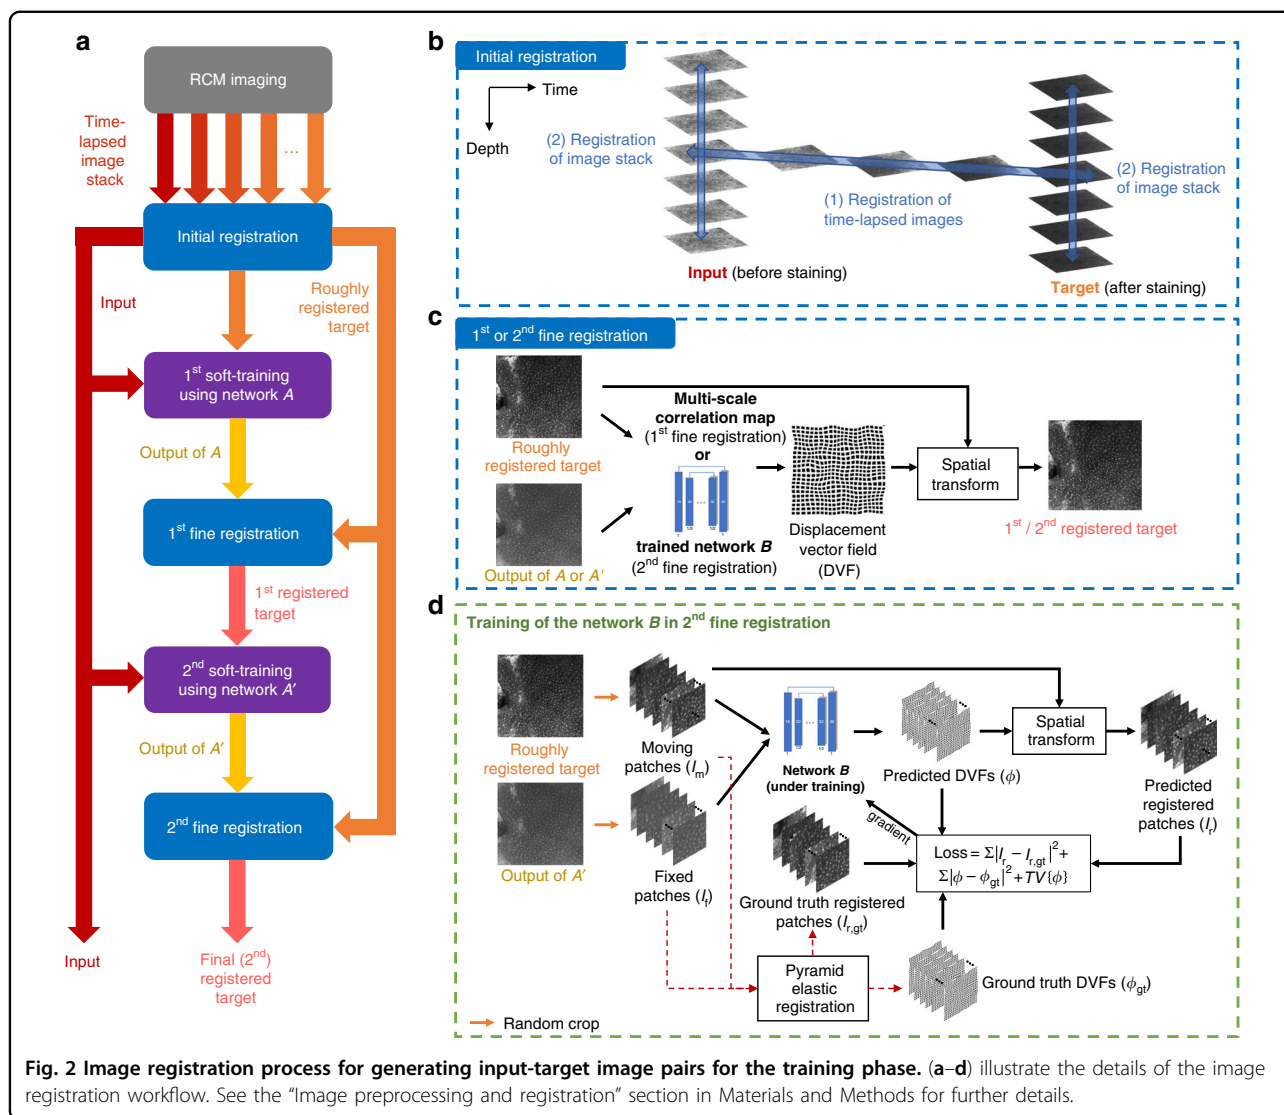 a
RCM imaging
Time-
lapsed
image
stack
...
Initial registration
Input
Roughly
registered
target
1st soft-training
using network A
Output of A
1st fine registration
1st registered
target
2nd soft-training
using network A′
Output of A′
2nd fine registration
Input
Final (2nd)
registered
target
b
Initial registration
Time
Depth
(2) Registration
of image stack
(1) Registration of
time-lapsed images
(2) Registration
of image stack
Input (before staining)
Target (after staining)
c
1st or 2nd fine registration
Roughly
registered target
Output of A or A′
Multi-scale
correlation map
(1st fine registration)
or
trained network B
(2nd fine registration)
Displacement
vector field
(DVF)
Spatial
transform
1st / 2nd registered target
d
Training of the network B in 2nd fine registration
Roughly
registered target
Output of A′
Moving
patches (Im)
Fixed
patches (If)
Network B
(under training)
Predicted DVFs (ϕ)
Spatial
transform
Predicted
registered
patches (Ir)
gradient
Loss = Σ|Ir − Ir,gt|²+
Σ|ϕ − ϕgt|²+TV{ϕ}
Ground truth registered
patches (Ir,gt)
Pyramid
elastic
registration
Ground truth DVFs (ϕgt)
Random crop
Fig. 2 Image registration process for generating input-target image pairs for the training phase. (a–d) illustrate the details of the image
registration workflow. See the “Image preprocessing and registration” section in Materials and Methods for further details.